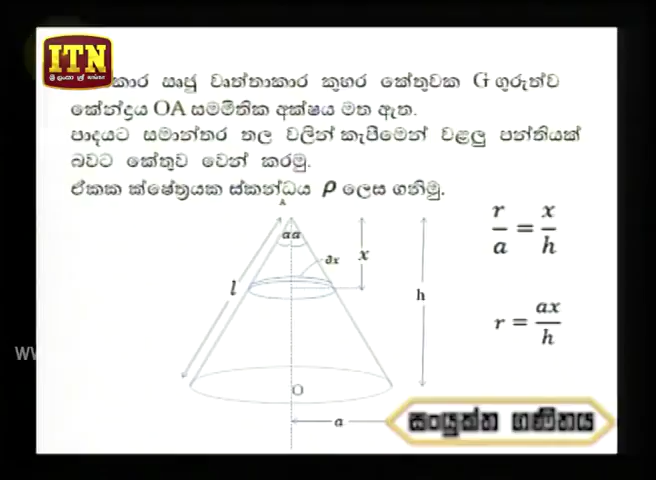 ITN
කාර ඍජු වෘත්තාකාර කුහර කේතුවක G ගුරුත්ව
කේන්ද්‍රය OA සමමිතික අක්ෂය මත ඇත.
පාදයට සමාන්තර තල වලින් කැපීමෙන් වළලු පන්තියක්
බවට කේතුව වෙන් කරමු.
ඒකක ක්ෂේත්‍රයක ස්කන්ධය ρ ලෙස ගනිමු.
A
αα
∂x
x
l
h
O
a
r/a = x/h
r = ax/h
සංයුක්ත ගණිතය